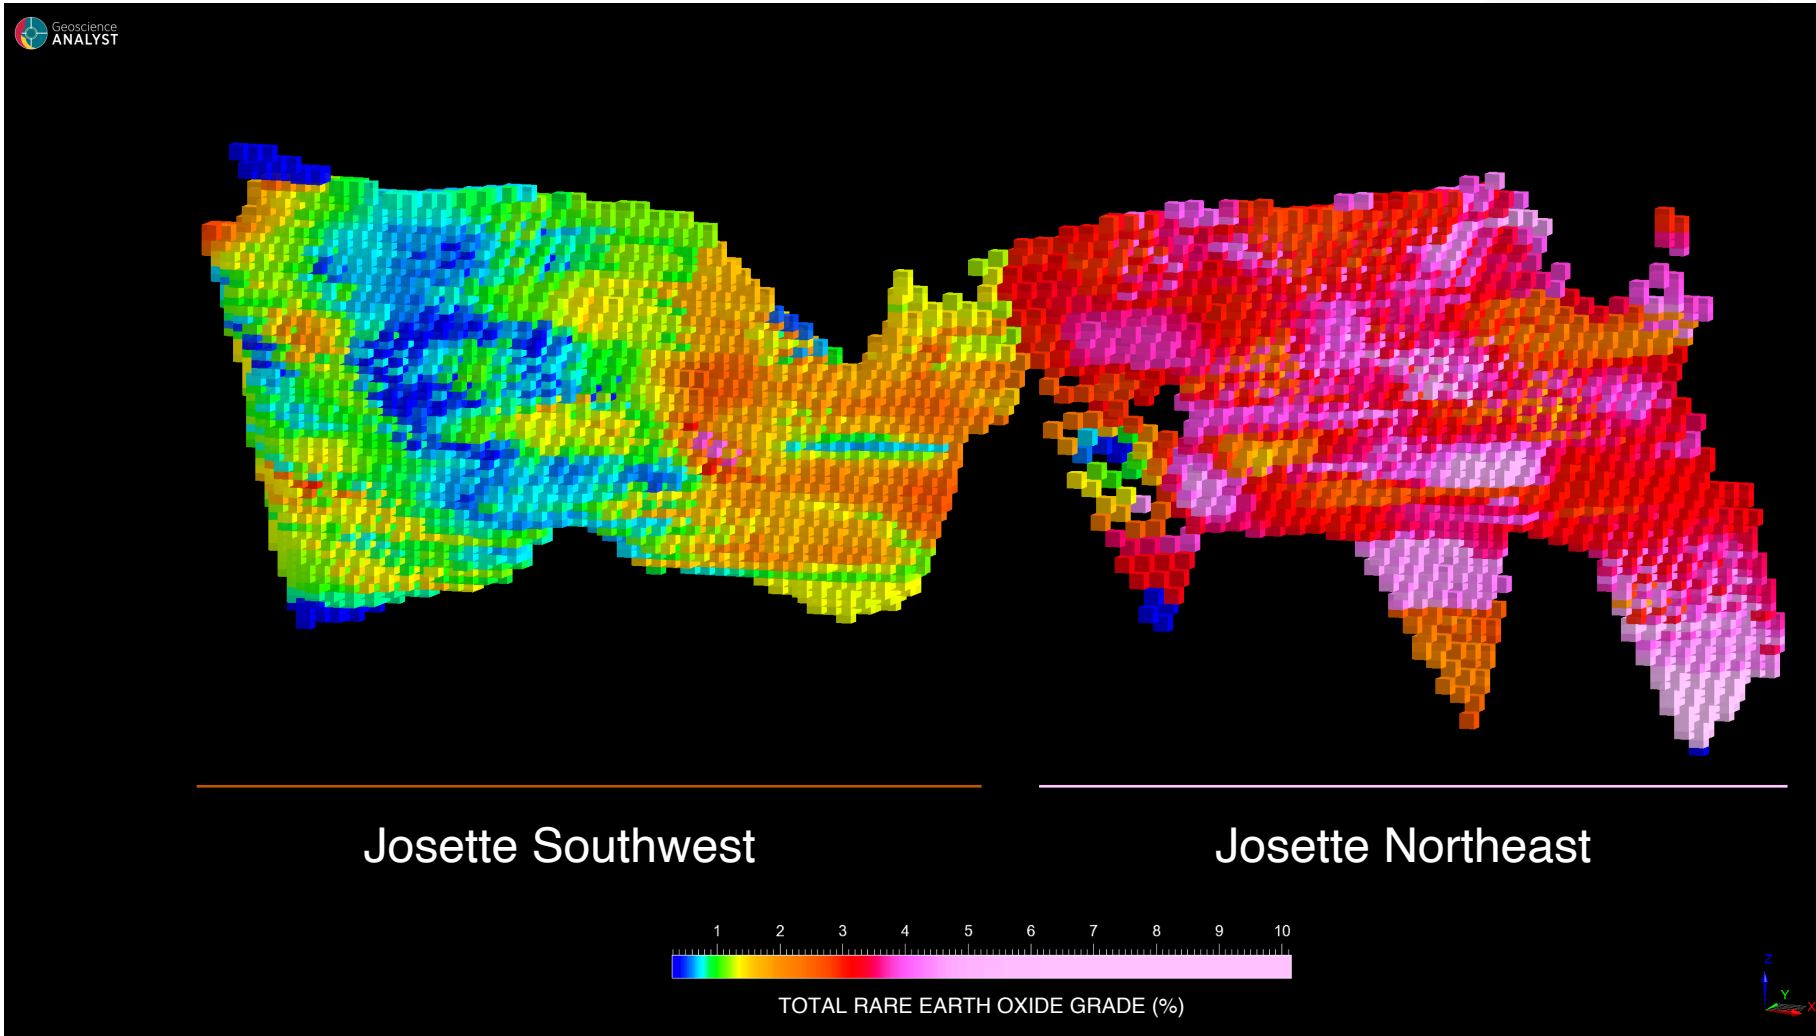 Geoscience
ANALYST
Josette Southwest
Josette Northeast
1 2 3 4 5 6 7 8 9 10
TOTAL RARE EARTH OXIDE GRADE (%)
Z
Y
X